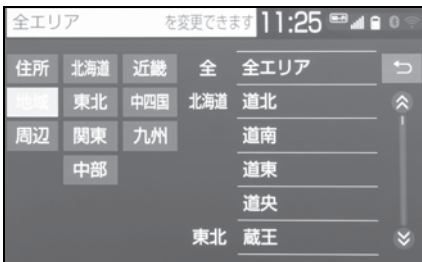 全エリア を変更できます 11:25
住所 北海道 近畿 全 全エリア
地域 東北 中四国 北海道 道北
周辺 関東 九州 道南
中部 道東
道央
東北 蔵王